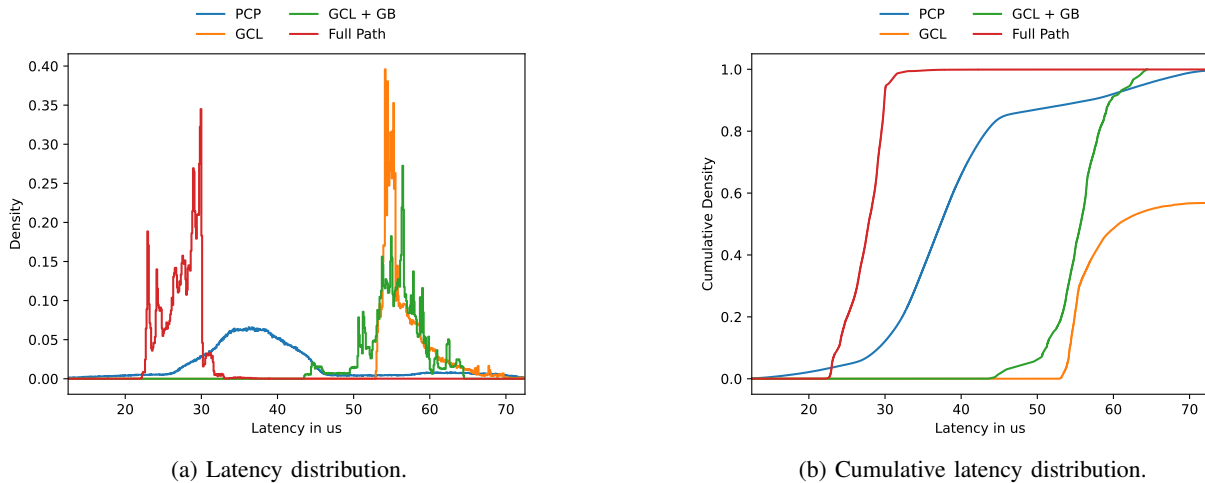 PCP
GCL
GCL + GB
Full Path
0.40
0.35
0.30
0.25
0.20
0.15
0.10
0.05
0.00
Density
20 30 40 50 60 70
Latency in us
(a) Latency distribution.
PCP
GCL
GCL + GB
Full Path
1.0
0.8
0.6
0.4
0.2
0.0
Cumulative Density
20 30 40 50 60 70
Latency in us
(b) Cumulative latency distribution.